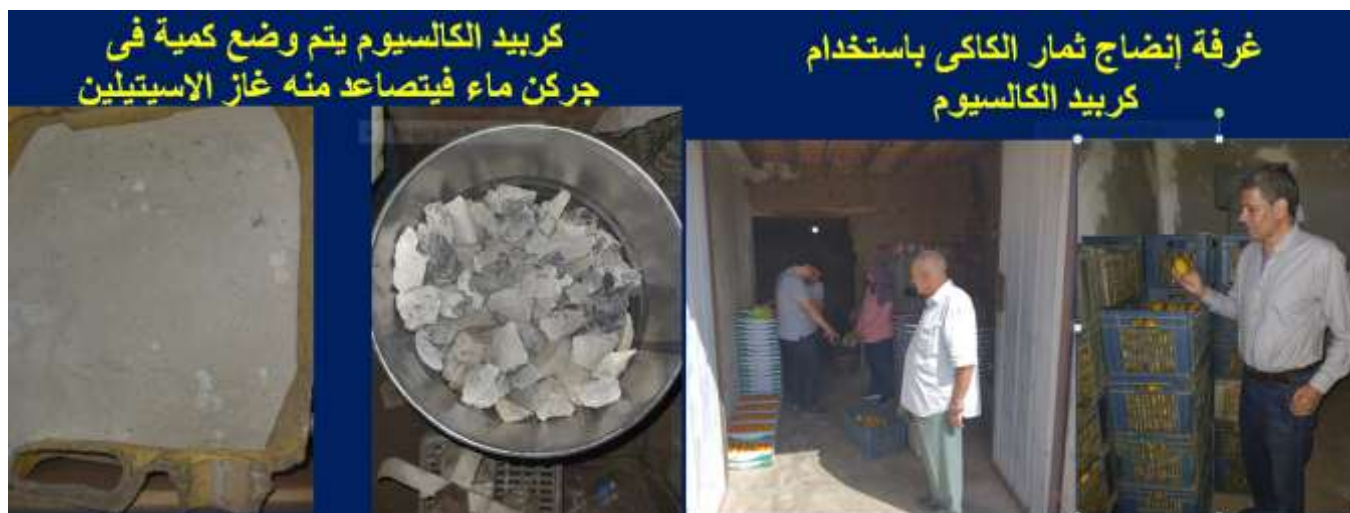 غرفة إنضاج ثمار الكاكى باستخدام
كربيد الكالسيوم
كربيد الكالسيوم يتم وضع كمية فى
جركن ماء فيتصاعد منه غاز الاسيتيلين